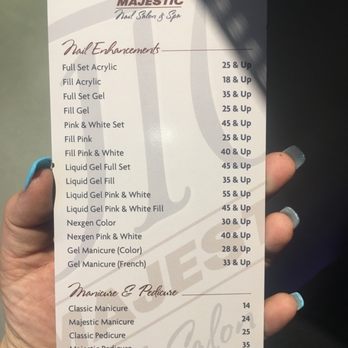 MAJESTIC
Nail Salon & Spa
Nail Enhancements
Full Set Acrylic 25 & Up
Fill Acrylic 18 & Up
Full Set Gel 35 & Up
Fill Gel 25 & Up
Pink & White Set 45 & Up
Fill Pink 25 & Up
Fill Pink & White 40 & Up
Liquid Gel Full Set 45 & Up
Liquid Gel Fill 35 & Up
Liquid Gel Pink & White 55 & Up
Liquid Gel Pink & White Fill 45 & Up
Nexgen Color 30 & Up
Nexgen Pink & White 40 & Up
Gel Manicure (Color) 28 & Up
Gel Manicure (French) 33 & Up
Manicure & Pedicure
Classic Manicure 14
Majestic Manicure 24
Classic Pedicure 25
Majestic Pedicure 35